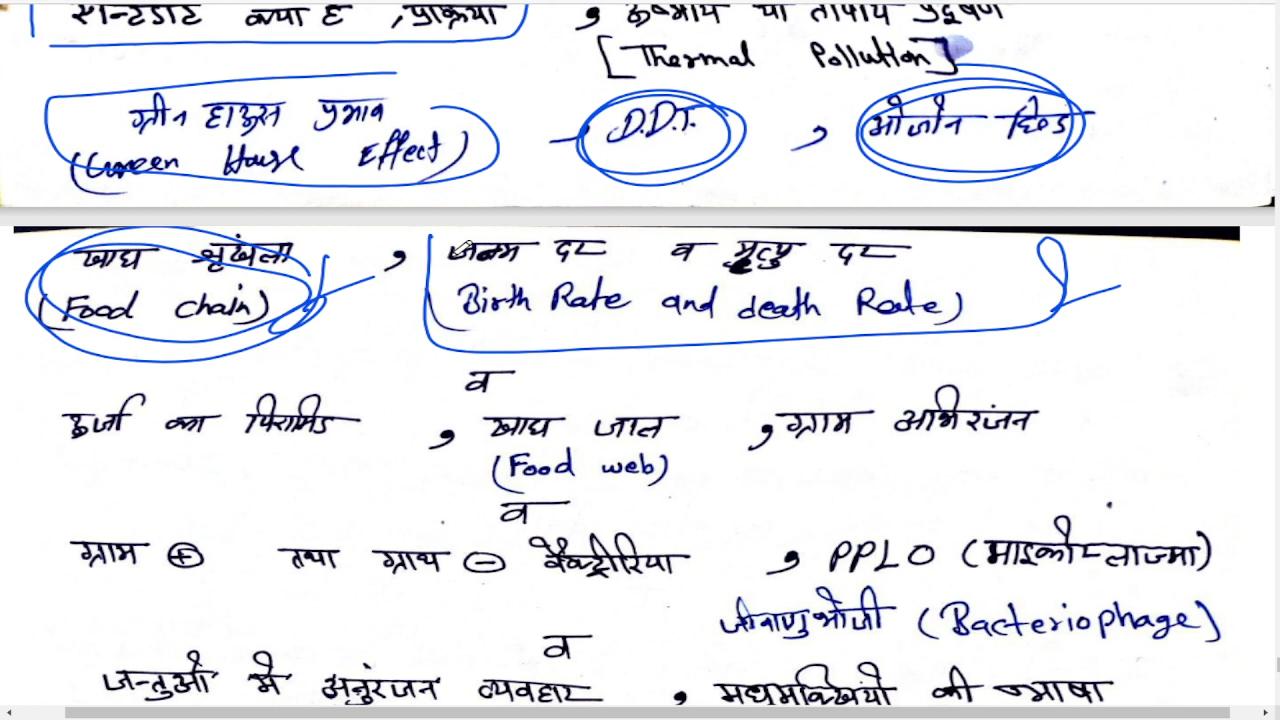 क्या है , प्रक्रिया , ऊष्मीय या तापीय प्रदूषण
[Thermal Pollution]
ग्रीन हाऊस प्रभाव , D.D.T. , ओजोन छिद्र
(Green House Effect)
खाद्य श्रृंखला , जन्म दर व मृत्यु दर
(Food chain) (Birth Rate and death Rate)
व
ऊर्जा का पिरामिड , खाद्य जाल , ग्राम अभिरंजन
(Food web)
व
ग्राम + तथा ग्राम - बैक्ट्रीरिया , PPLO (माइकोप्लाज्मा)
जीवाणुभोजी (Bacteriophage)
व
जन्तुओ मे अनुरंजन व्यवहार , मधुमक्खियो की भाषा